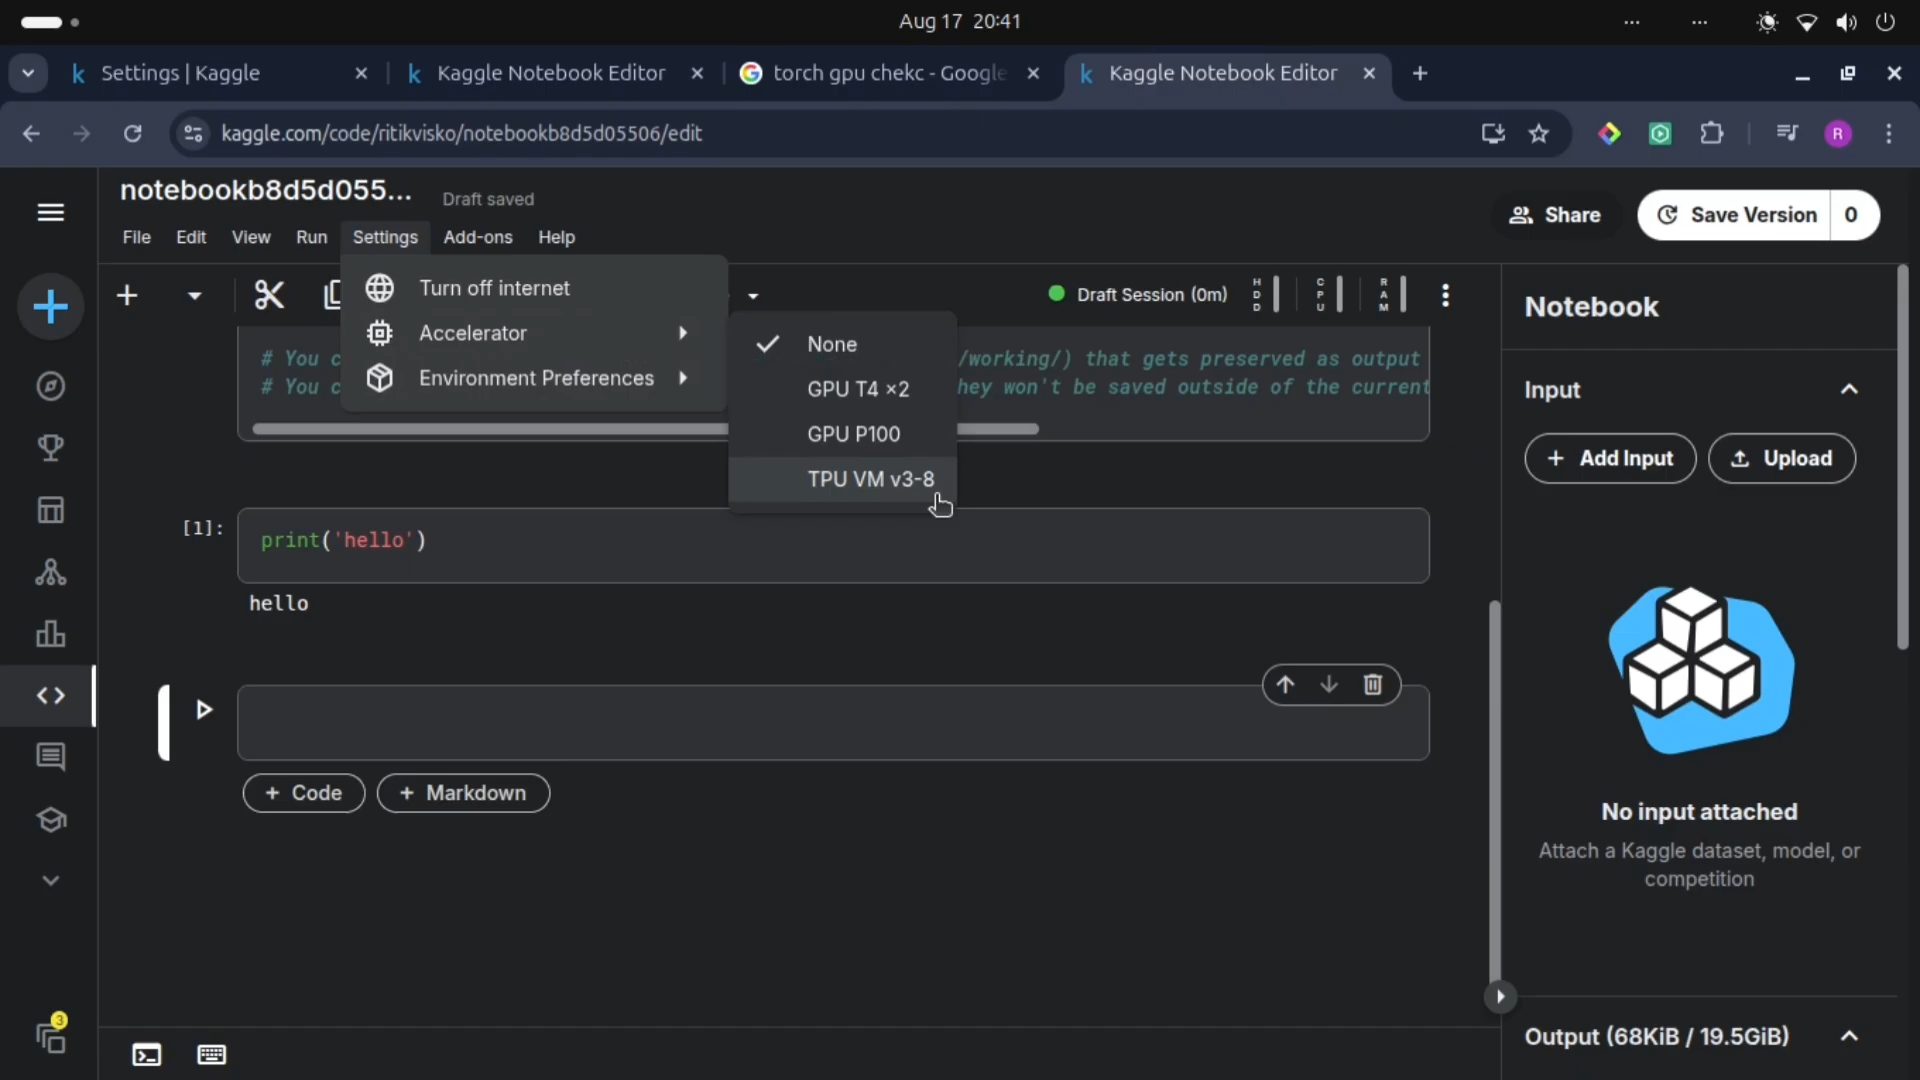 Aug 17 20:41
Settings | Kaggle
Kaggle Notebook Editor
torch gpu chekc - Google
Kaggle Notebook Editor
kaggle.com/code/ritikvisko/notebookb8d5d05506/edit
R
notebookb8d5d055...
Draft saved
Share
Save Version
0
File
Edit
View
Run
Settings
Add-ons
Help
Turn off internet
Accelerator
Environment Preferences
None
GPU T4 ×2
GPU P100
TPU VM v3-8
Draft Session (0m)
HDD
CPU
RAM
# You c
/working/) that gets preserved as output
# You c
hey won't be saved outside of the current
[1]:
print('hello')
hello
+ Code
+ Markdown
Notebook
Input
+ Add Input
Upload
No input attached
Attach a Kaggle dataset, model, or
competition
3
Output (68KiB / 19.5GiB)